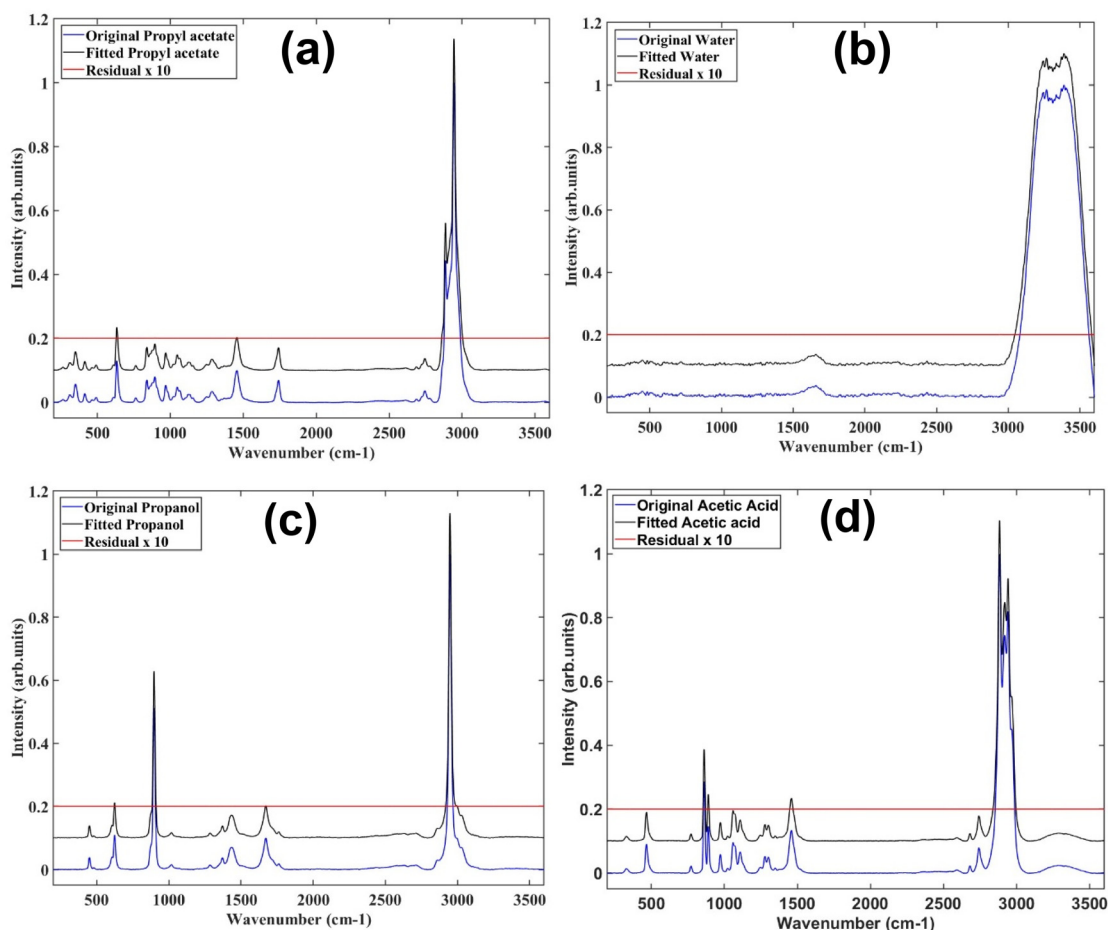 (a)
Original Propyl acetate
Fitted Propyl acetate
Residual x 10
1.2
1
0.8
0.6
0.4
0.2
0
Intensity (arb.units)
500 1000 1500 2000 2500 3000 3500
Wavenumber (cm-1)
(b)
Original Water
Fitted Water
Residual x 10
1.2
1
0.8
0.6
0.4
0.2
0
Intensity (arb.units)
500 1000 1500 2000 2500 3000 3500
Wavenumber (cm-1)
(c)
Original Propanol
Fitted Propanol
Residual x 10
1.2
1
0.8
0.6
0.4
0.2
0
Intensity (arb.units)
500 1000 1500 2000 2500 3000 3500
Wavenumber (cm-1)
(d)
Original Acetic Acid
Fitted Acetic acid
Residual x 10
1.2
1
0.8
0.6
0.4
0.2
0
Intensity (arb.units)
500 1000 1500 2000 2500 3000 3500
Wavenumber (cm-1)